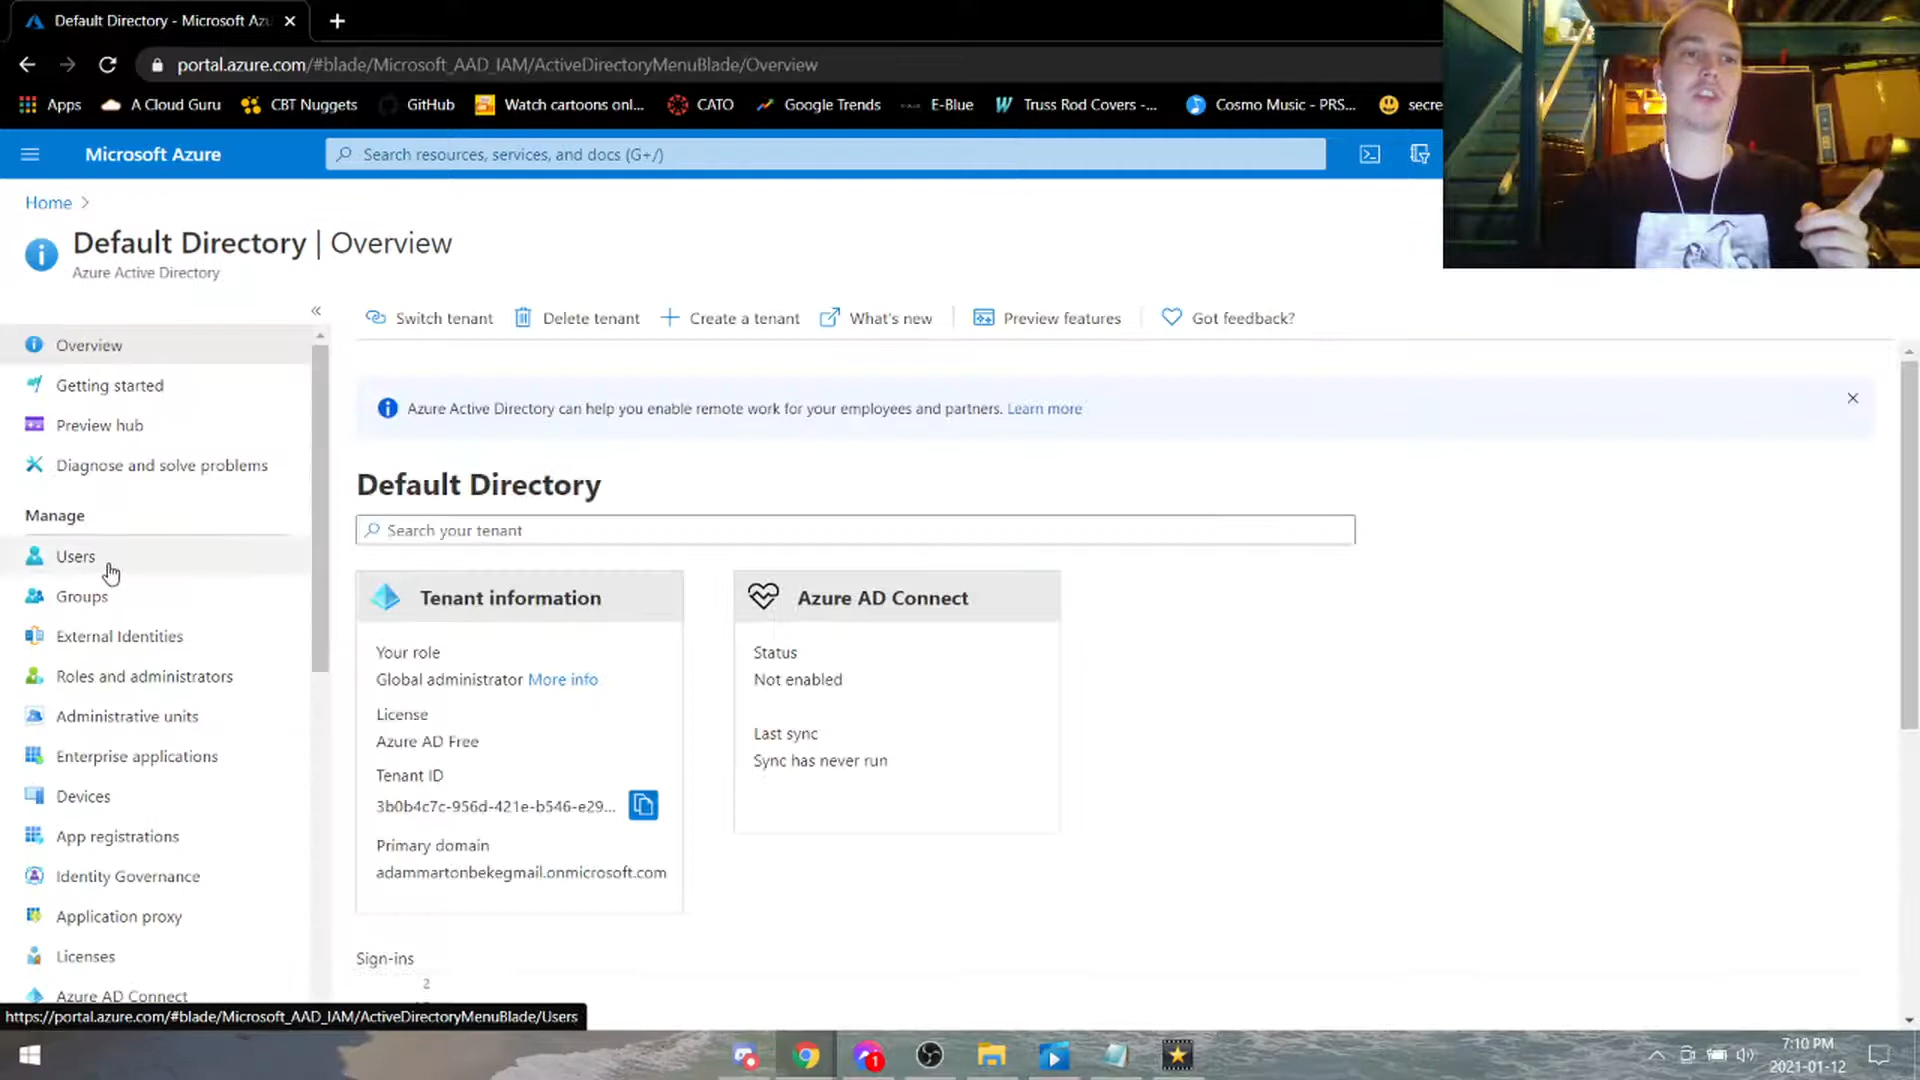 Default Directory - Microsoft Azu
portal.azure.com/#blade/Microsoft_AAD_IAM/ActiveDirectoryMenuBlade/Overview
Apps
A Cloud Guru
CBT Nuggets
GitHub
Watch cartoons onl...
CATO
Google Trends
E-Blue
Truss Rod Covers -...
Cosmo Music - PRS...
secre
Microsoft Azure
Search resources, services, and docs (G+/)
Home >
Default Directory | Overview
Azure Active Directory
«
Switch tenant
Delete tenant
Create a tenant
What's new
Preview features
Got feedback?
Overview
Getting started
Preview hub
Diagnose and solve problems
Manage
Users
Groups
External Identities
Roles and administrators
Administrative units
Enterprise applications
Devices
App registrations
Identity Governance
Application proxy
Licenses
Azure AD Connect
Azure Active Directory can help you enable remote work for your employees and partners. Learn more
Default Directory
Search your tenant
Tenant information
Your role
Global administrator More info
License
Azure AD Free
Tenant ID
3b0b4c7c-956d-421e-b546-e29...
Primary domain
adammartonbekegmail.onmicrosoft.com
Azure AD Connect
Status
Not enabled
Last sync
Sync has never run
Sign-ins
2
https://portal.azure.com/#blade/Microsoft_AAD_IAM/ActiveDirectoryMenuBlade/Users
1
7:10 PM
2021-01-12